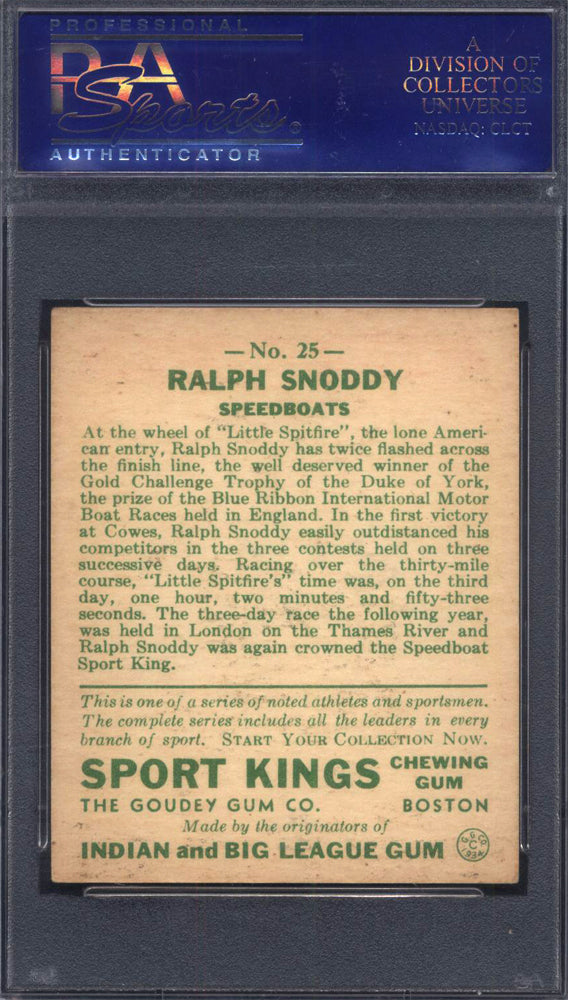 PROFESSIONAL
PSA
Sports®
AUTHENTICATOR
A
DIVISION OF
COLLECTORS
UNIVERSE
NASDAQ: CLCT
— No. 25 —
RALPH SNODDY
SPEEDBOATS
At the wheel of "Little Spitfire", the lone Ameri-
can entry, Ralph Snoddy has twice flashed across
the finish line, the well deserved winner of the
Gold Challenge Trophy of the Duke of York,
the prize of the Blue Ribbon International Motor
Boat Races held in England. In the first victory
at Cowes, Ralph Snoddy easily outdistanced his
competitors in the three contests held on three
successive days. Racing over the thirty-mile
course, "Little Spitfire's" time was, on the third
day, one hour, two minutes and fifty-three
seconds. The three-day race the following year,
was held in London on the Thames River and
Ralph Snoddy was again crowned the Speedboat
Sport King.
This is one of a series of noted athletes and sportsmen.
The complete series includes all the leaders in every
branch of sport. START YOUR COLLECTION NOW.
SPORT KINGS CHEWING GUM
THE GOUDEY GUM CO. BOSTON
Made by the originators of
INDIAN and BIG LEAGUE GUM
G.G.CO.
C
1934